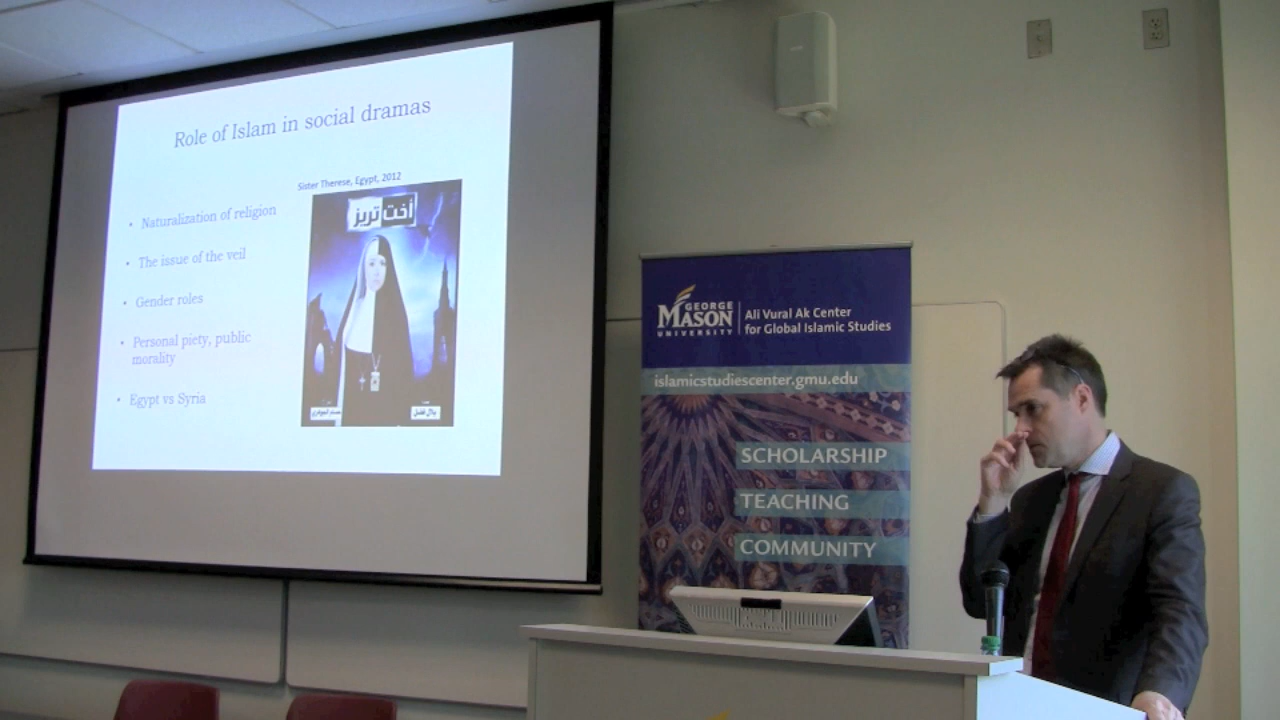 Role of Islam in social dramas
Sister Therese, Egypt, 2012
أخت تريز
• Naturalization of religion
• The issue of the veil
• Gender roles
• Personal piety, public
morality
• Egypt vs Syria
بلال فضل
GEORGE
MASON
UNIVERSITY
Ali Vural Ak Center
for Global Islamic Studies
islamicstudiescenter.gmu.edu
SCHOLARSHIP
TEACHING
COMMUNITY